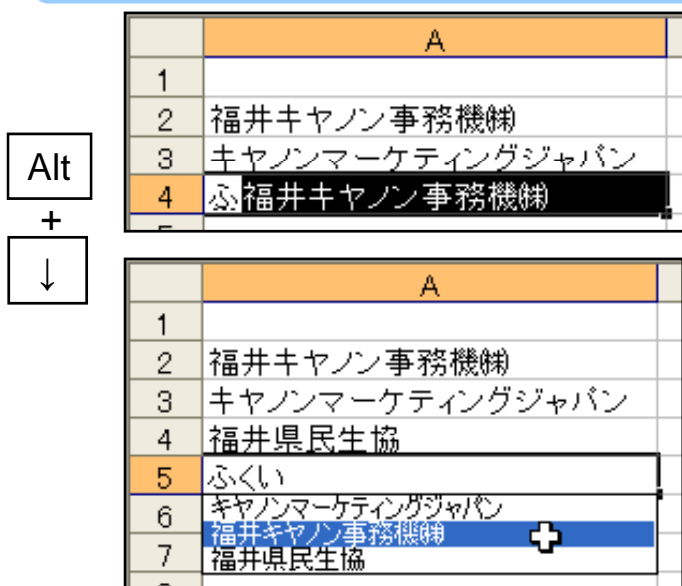 A
1
2 福井キヤノン事務機㈱
3 キヤノンマーケティングジャパン
4 ふ福井キヤノン事務機㈱
Alt
+
↓
A
1
2 福井キヤノン事務機㈱
3 キヤノンマーケティングジャパン
4 福井県民生協
5 ふくい
6 キヤノンマーケティングジャパン
福井キヤノン事務機㈱
7 福井県民生協